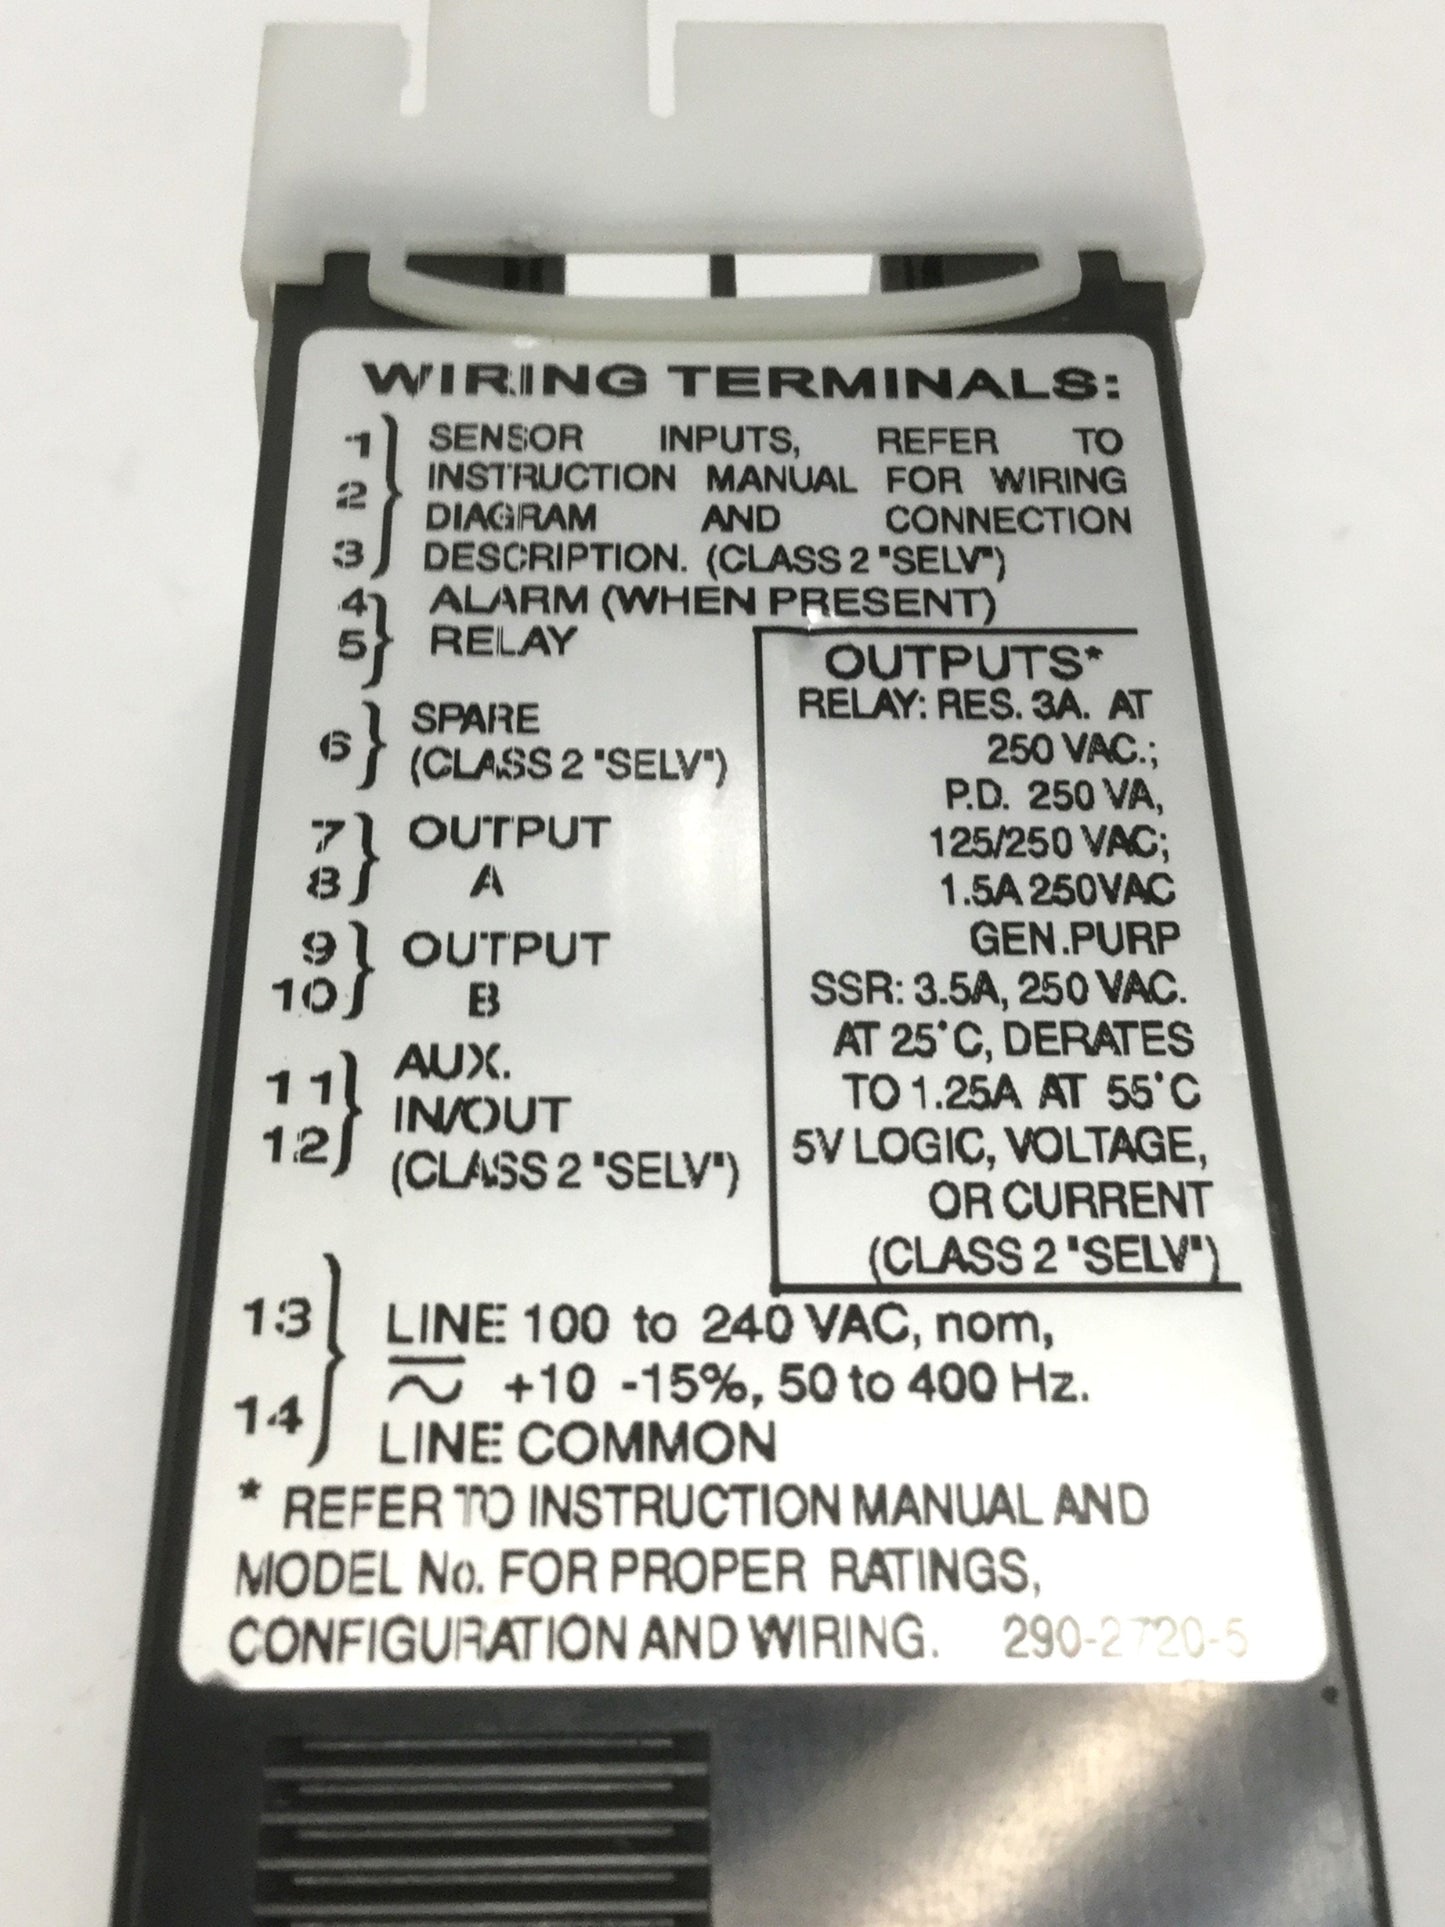 WIRING TERMINALS:
1 SENSOR INPUTS, REFER TO
2 INSTRUCTION MANUAL FOR WIRING
DIAGRAM AND CONNECTION
3 DESCRIPTION. (CLASS 2 "SELV")
4 ALARM (WHEN PRESENT)
5 RELAY
6 SPARE
(CLASS 2 "SELV")
7 OUTPUT
8 A
9 OUTPUT
10 B
11 AUX.
IN/OUT
12 (CLASS 2 "SELV")
OUTPUTS*
RELAY: RES. 3A. AT
250 VAC.;
P.D. 250 VA,
125/250 VAC;
1.5A 250VAC
GEN.PURP
SSR: 3.5A, 250 VAC.
AT 25°C, DERATES
TO 1.25A AT 55°C
5V LOGIC, VOLTAGE,
OR CURRENT
(CLASS 2 "SELV")
13 LINE 100 to 240 VAC, nom,
+10 -15%, 50 to 400 Hz.
14 LINE COMMON
* REFER TO INSTRUCTION MANUAL AND
MODEL No. FOR PROPER RATINGS,
CONFIGURATION AND WIRING. 290-2720-5